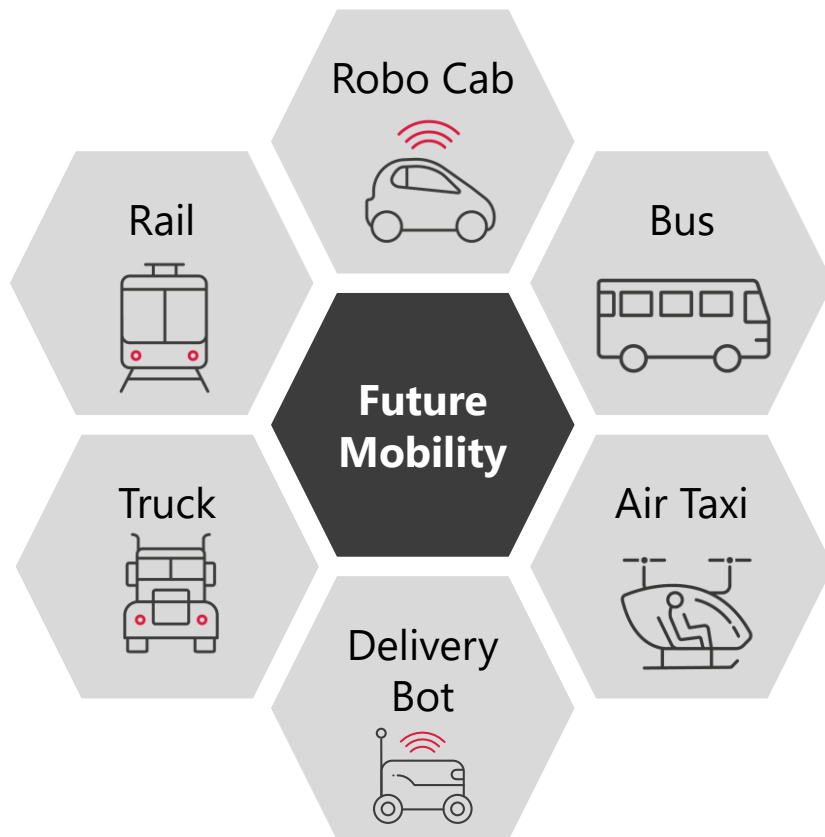 Robo Cab
Rail
Bus
Future
Mobility
Truck
Air Taxi
Delivery
Bot